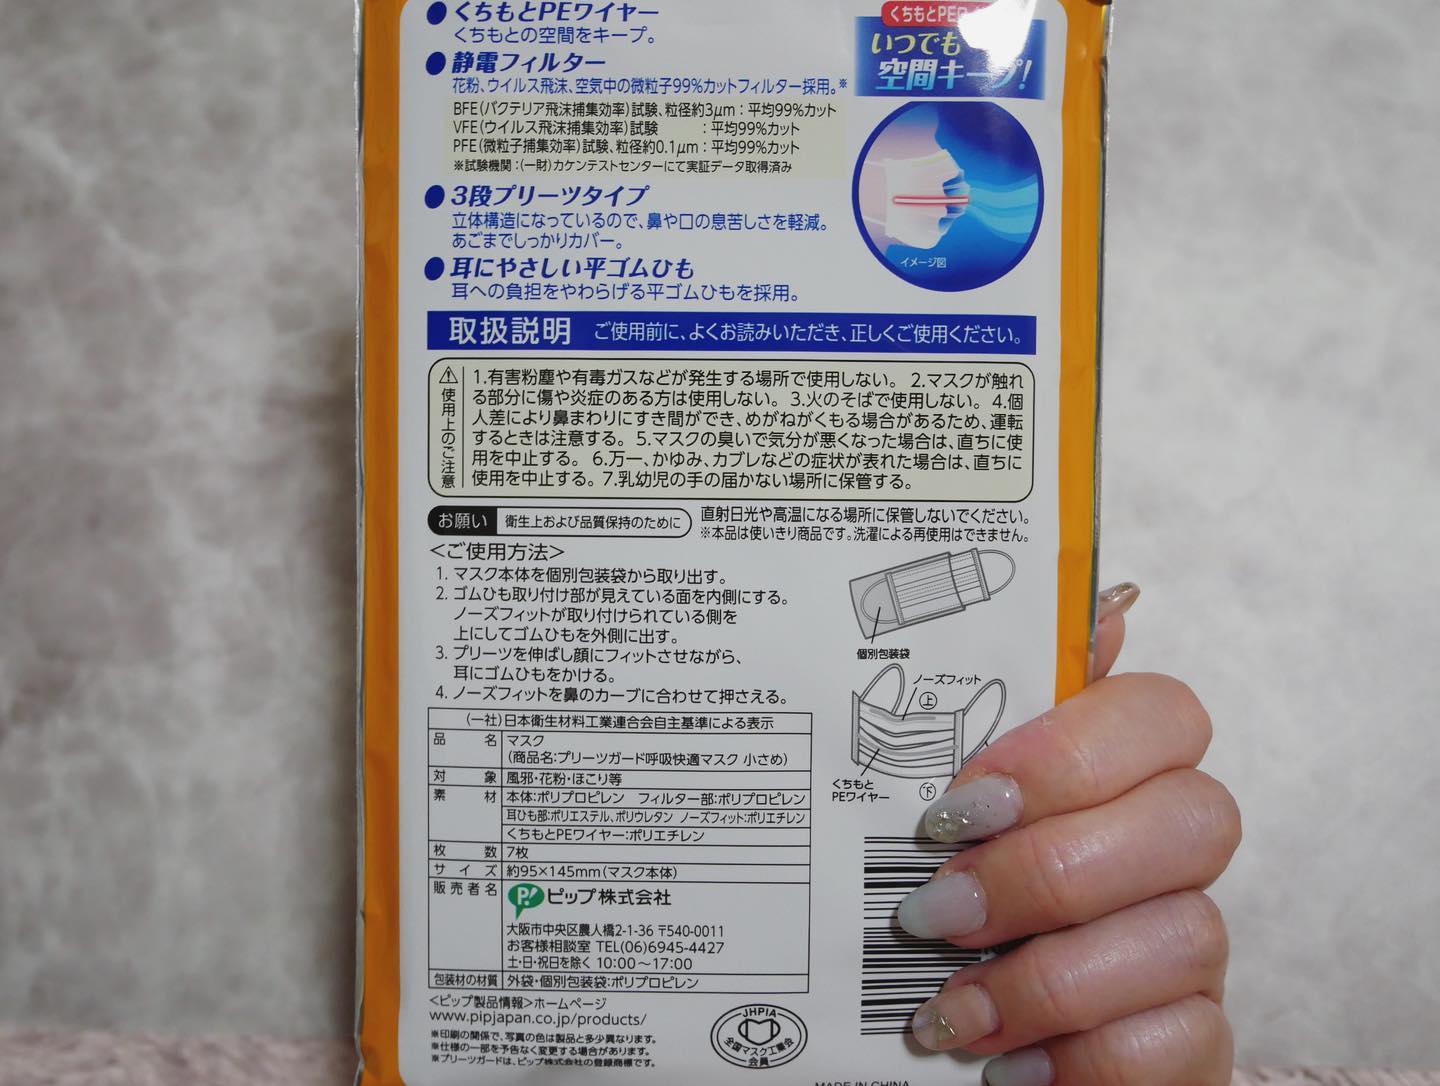 ●くちもとPEワイヤー
くちもとの空間をキープ。
●静電フィルター
花粉、ウイルス飛沫、空気中の微粒子99%カットフィルター採用。※
BFE(バクテリア飛沫捕集効率)試験、粒径約3μm:平均99%カット
VFE(ウイルス飛沫捕集効率)試験 :平均99%カット
PFE(微粒子捕集効率)試験、粒径約0.1μm:平均99%カット
※試験機関:(一財)カケンテストセンターにて実証データ取得済み
●3段プリーツタイプ
立体構造になっているので、鼻や口の息苦しさを軽減。
あごまでしっかりカバー。
●耳にやさしい平ゴムひも
耳への負担をやわらげる平ゴムひもを採用。
くちもとPE
いつでも
空間キープ!
イメージ図
取扱説明 ご使用前に、よくお読みいただき、正しくご使用ください。
使用上のご注意
1.有害粉塵や有毒ガスなどが発生する場所で使用しない。 2.マスクが触れ
る部分に傷や炎症のある方は使用しない。 3.火のそばで使用しない。 4.個
人差により鼻まわりにすき間ができ、めがねがくもる場合があるため、運転
するときは注意する。 5.マスクの臭いで気分が悪くなった場合は、直ちに使
用を中止する。 6.万一、かゆみ、カブレなどの症状が表れた場合は、直ちに
使用を中止する。 7.乳幼児の手の届かない場所に保管する。
お願い 衛生上および品質保持のために 直射日光や高温になる場所に保管しないでください。
※本品は使いきり商品です。洗濯による再使用はできません。
<ご使用方法>
1. マスク本体を個別包装袋から取り出す。
2. ゴムひも取り付け部が見えている面を内側にする。
ノーズフィットが取り付けられている側を
上にしてゴムひもを外側に出す。
3. プリーツを伸ばし顔にフィットさせながら、
耳にゴムひもをかける。
4. ノーズフィットを鼻のカーブに合わせて押さえる。
個別包装袋
ノーズフィット
上
くちもと
PEワイヤー
下
(一社)日本衛生材料工業連合会自主基準による表示
品名 マスク
(商品名:プリーツガード呼吸快適マスク 小さめ)
対象 風邪・花粉・ほこり等
素材 本体:ポリプロピレン フィルター部:ポリプロピレン
耳ひも部:ポリエステル、ポリウレタン ノーズフィット:ポリエチレン
くちもとPEワイヤー:ポリエチレン
枚数 7枚
サイズ 約95×145mm(マスク本体)
販売者名 P! ピップ株式会社
大阪市中央区農人橋2-1-36 〒540-0011
お客様相談室 TEL(06)6945-4427
土・日・祝日を除く 10:00~17:00
包装材の材質 外袋・個別包装袋:ポリプロピレン
<ピップ製品情報>ホームページ
www.pipjapan.co.jp/products/
※印刷の関係で、写真の色は製品と多少異なります。
※仕様の一部を予告なく変更する場合があります。
※プリーツガードは、ピップ株式会社の登録商標です。
JHPIA
全国マスク工業会
会員
MADE IN CHINA